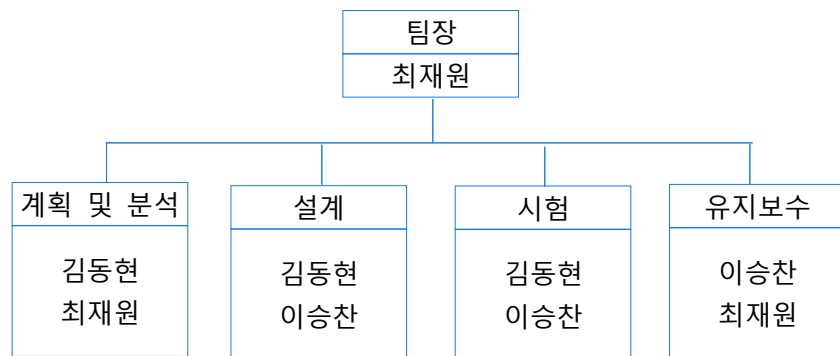 팀장
최재원
계획 및 분석
김동현
최재원
설계
김동현
이승찬
시험
김동현
이승찬
유지보수
이승찬
최재원